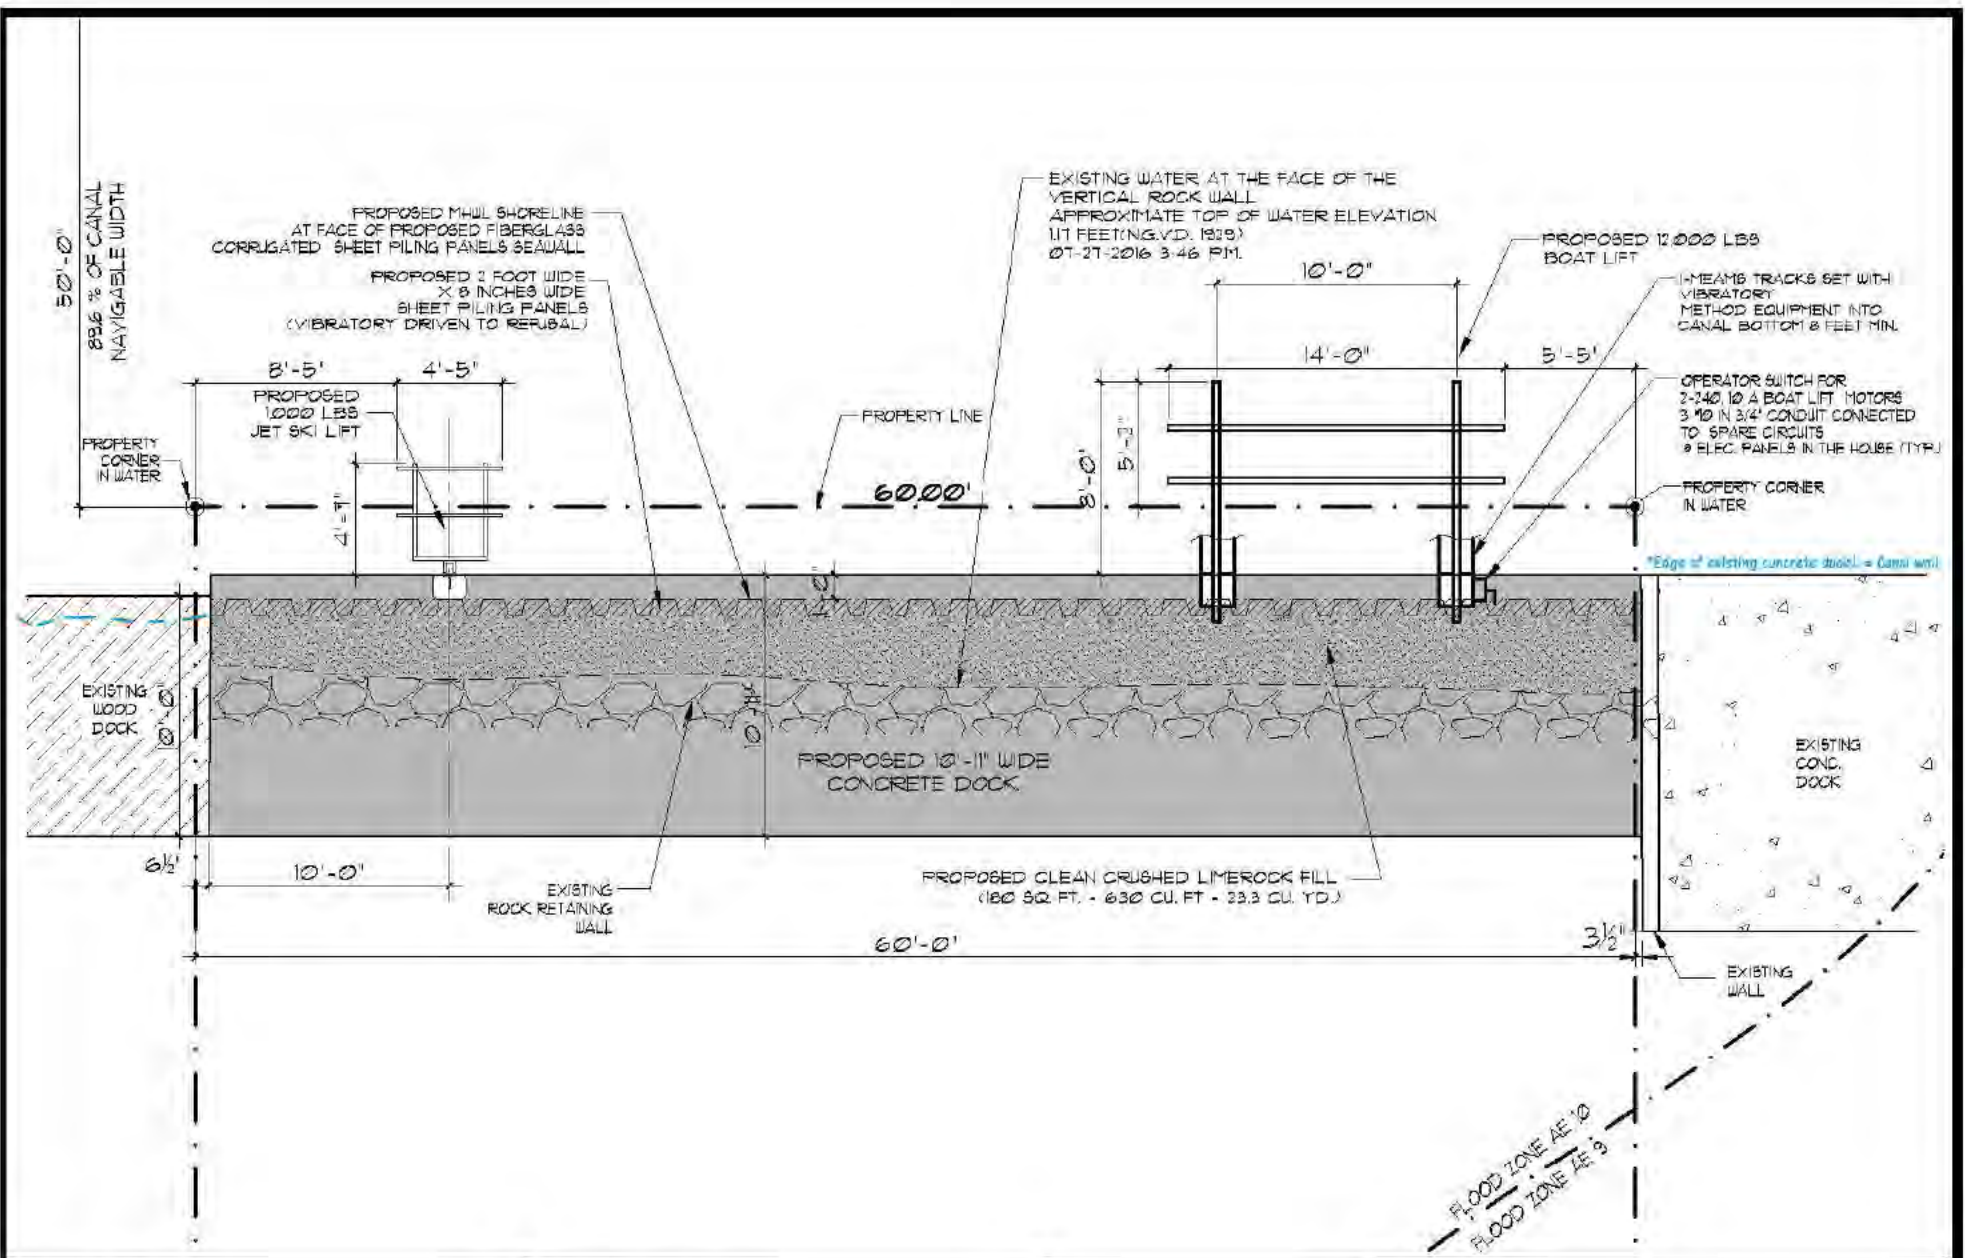 50'-0"
89.6 % OF CANAL
NAVIGABLE WIDTH
PROPOSED MHWL SHORELINE
AT FACE OF PROPOSED FIBERGLASS
CORRUGATED SHEET PILING PANELS SEAWALL
PROPOSED 2 FOOT WIDE
X 8 INCHES WIDE
SHEET PILING PANELS
(VIBRATORY DRIVEN TO REFUSAL)
EXISTING WATER AT THE FACE OF THE
VERTICAL ROCK WALL
APPROXIMATE TOP OF WATER ELEVATION
1.17 FEET(N.G.V.D. 1929)
07-27-2016 3:46 P.M.
PROPOSED 12,000 LBS
BOAT LIFT
I-MEAMS TRACKS SET WITH
VIBRATORY
METHOD EQUIPMENT INTO
CANAL BOTTOM 8 FEET MIN.
10'-0"
14'-0"
5'-5"
8'-5"
4'-5"
PROPOSED
1,000 LBS
JET SKI LIFT
PROPERTY LINE
OPERATOR SWITCH FOR
2-240, 10 A BOAT LIFT MOTORS
3 #10 IN 3/4" CONDUIT CONNECTED
TO SPARE CIRCUITS
@ ELEC. PANELS IN THE HOUSE (TYP.)
PROPERTY
CORNER
IN WATER
5'-2"
8'-0"
60.00'
PROPERTY CORNER
IN WATER
4'-7"
*Edge of existing concrete dock = Canal wall
1'-0"
EXISTING
WOOD
DOCK
10'-11"
PROPOSED 10'-11" WIDE
CONCRETE DOCK
EXISTING
CONC.
DOCK
6½"
10'-0"
EXISTING
ROCK RETAINING
WALL
PROPOSED CLEAN CRUSHED LIMEROCK FILL
(180 SQ. FT. - 630 CU. FT - 23.3 CU. YD.)
60'-0"
3½"
EXISTING
WALL
FLOOD ZONE AE 10
FLOOD ZONE AE 9